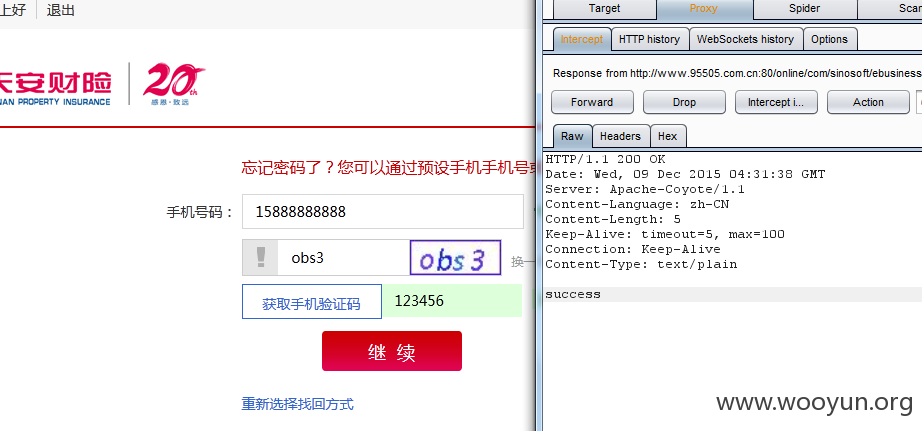 上好 退出
天安财险
NAN PROPERTY INSURANCE
20th
感恩·致远
忘记密码了？您可以通过预设手机手机号或
手机号码：
15888888888
obs3
obs3
换一
获取手机验证码
123456
继 续
重新选择找回方式
Target
Proxy
Spider
Scan
Intercept
HTTP history
WebSockets history
Options
Response from http://www.95505.com.cn:80/online/com/sinosoft/ebusiness
Forward
Drop
Intercept i...
Action
Raw
Headers
Hex
HTTP/1.1 200 OK
Date: Wed, 09 Dec 2015 04:31:38 GMT
Server: Apache-Coyote/1.1
Content-Language: zh-CN
Content-Length: 5
Keep-Alive: timeout=5, max=100
Connection: Keep-Alive
Content-Type: text/plain
success
www.wooyun.org